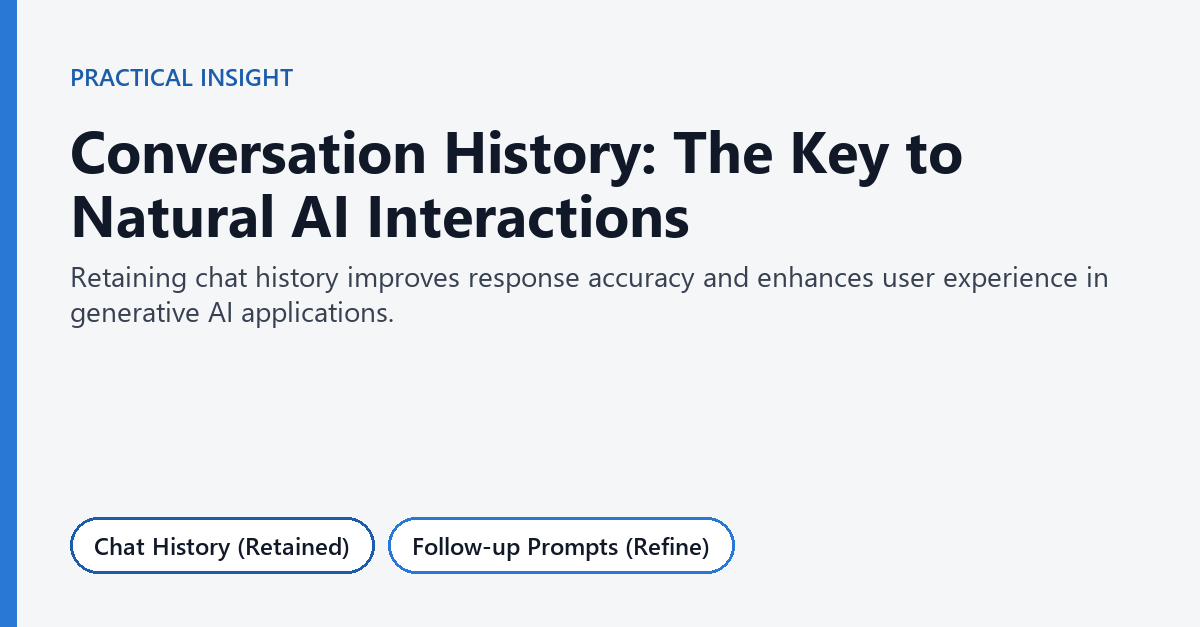 PRACTICAL INSIGHT
Conversation History: The Key to
Natural AI Interactions
Retaining chat history improves response accuracy and enhances user experience in
generative AI applications.
Chat History (Retained)
Follow-up Prompts (Refine)